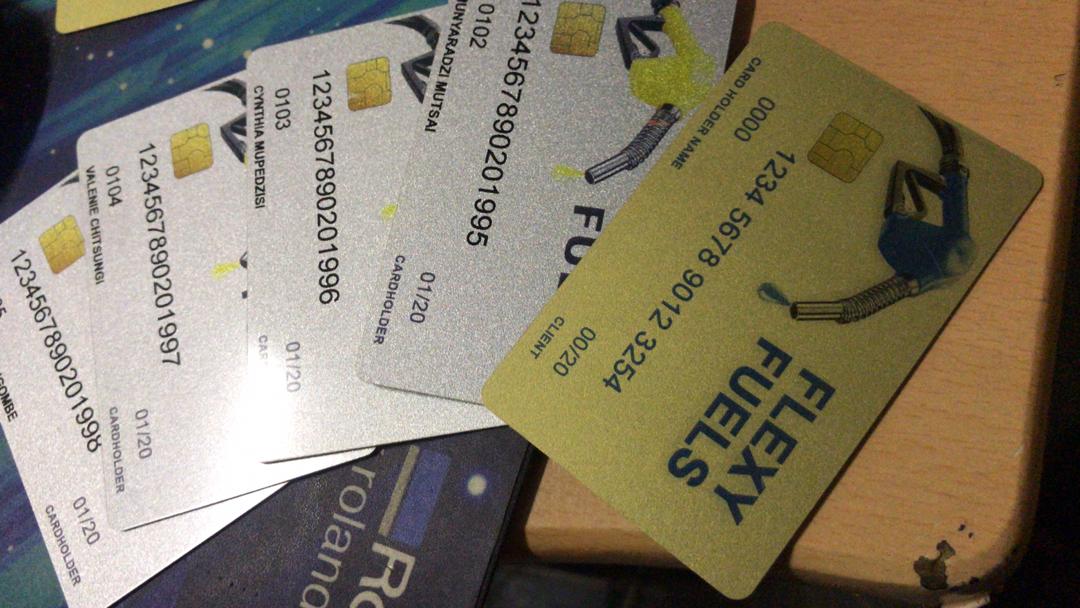 FLEXY
FUELS
1234 5678 9012 3254
0000
00/20
CARD HOLDER NAME
CLIENT
1234567890201995
0102
01/20
MUTSAI
CARDHOLDER
1234567890201996
0103
01/20
CYNTHIA MUPEDZISI
1234567890201997
0104
01/20
VALENIE CHITSUNGI
CARDHOLDER
1234567890201998
01/20
CARDHOLDER